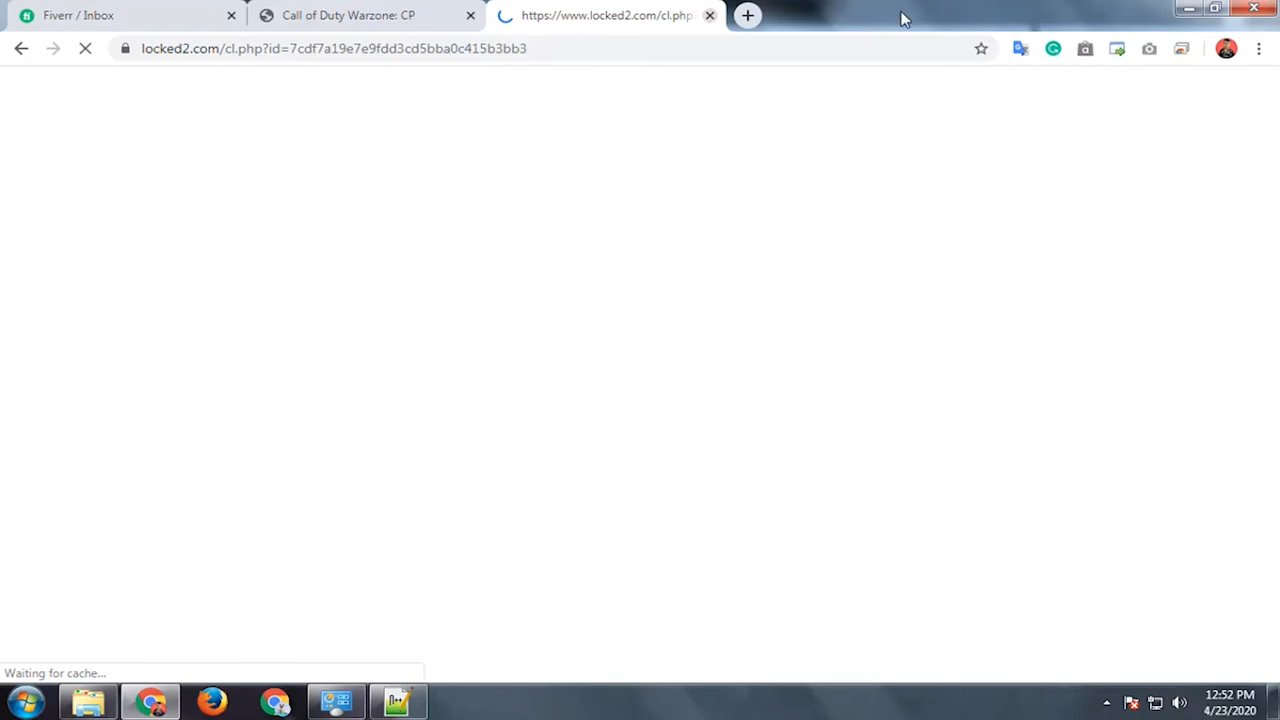 Fiverr / Inbox
Call of Duty Warzone: CP
https://www.locked2.com/cl.php
locked2.com/cl.php?id=7cdf7a19e7e9fdd3cd5bba0c415b3bb3
Waiting for cache...
12:52 PM
4/23/2020